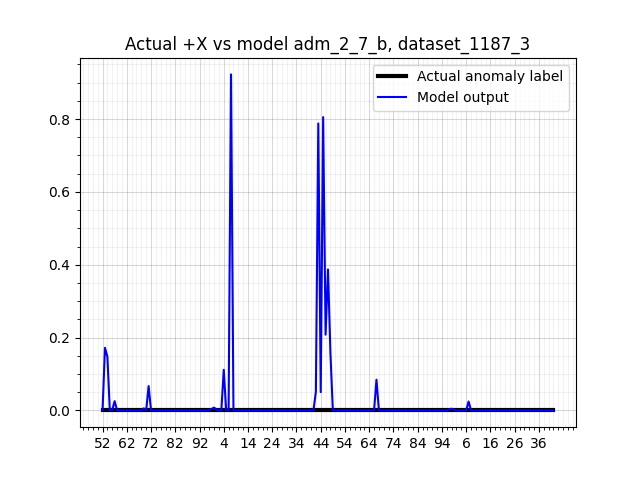 Actual +X vs model adm_2_7_b, dataset_1187_3
Actual anomaly label
Model output
0.8
0.6
0.4
0.2
0.0
52 62 72 82 92 4 14 24 34 44 54 64 74 84 94 6 16 26 36